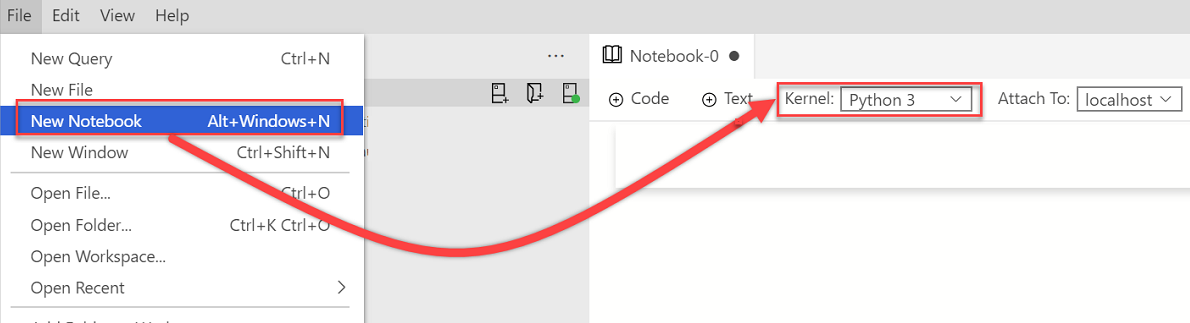 File Edit View Help
New Query Ctrl+N
New File
New Notebook Alt+Windows+N
New Window Ctrl+Shift+N
Open File... Ctrl+O
Open Folder... Ctrl+K Ctrl+O
Open Workspace...
Open Recent
Notebook-0
Code Text Kernel: Python 3 Attach To: localhost